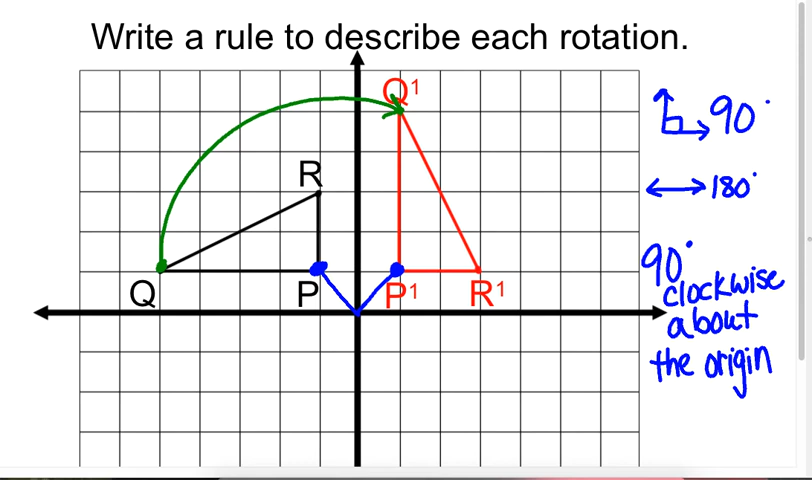 Write a rule to describe each rotation.
Q¹
90°
R
180°
90°
clockwise
about
the origin
Q
P
P¹
R¹